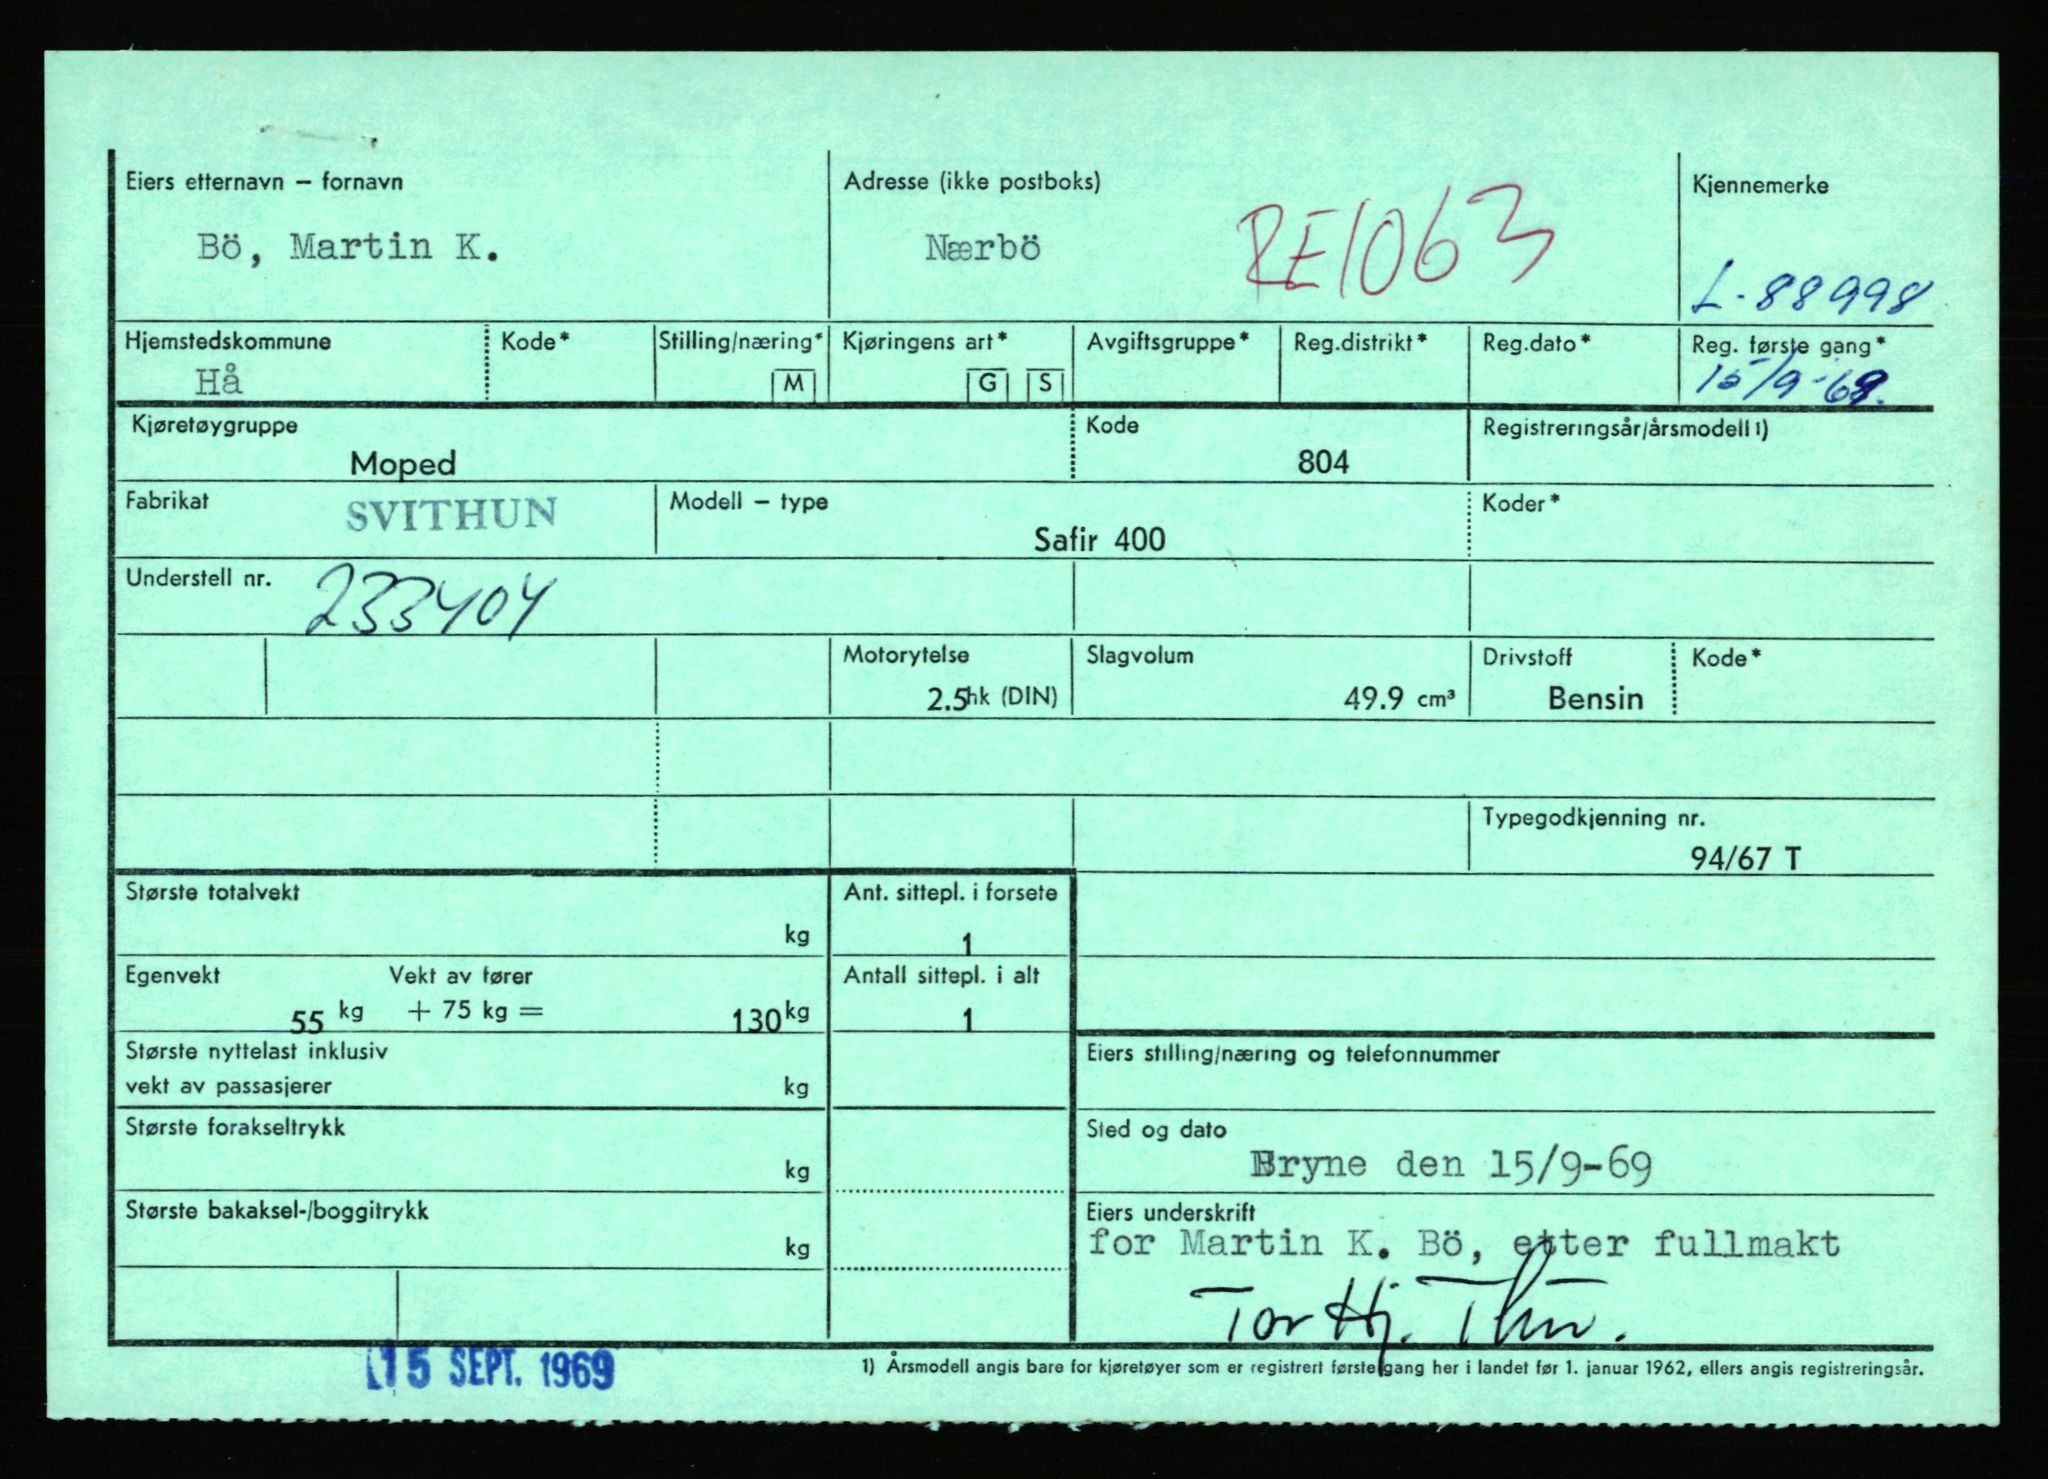 Eiers etternavn – fornavn
Bö, Martin K.
Adresse (ikke postboks)
Nærbö
RE1063
Kjennemerke
L-88998
Hjemstedskommune
Hå
Kode*
Stilling/næring*
M
Kjøringens art*
G S
Avgiftsgruppe*
Reg.distrikt*
Reg.dato*
Reg. første gang*
15/9-69.
Kjøretøygruppe
Moped
Kode
804
Registreringsår/årsmodell 1)
Fabrikat
SVITHUN
Modell – type
Safir 400
Koder*
Understell nr.
233404
Motorytelse
2.5 hk (DIN)
Slagvolum
49.9 cm³
Drivstoff
Bensin
Kode*
Typegodkjenning nr.
94/67 T
Største totalvekt
kg
Ant. sittepl. i forsete
1
Egenvekt
55 kg
Vekt av fører
+ 75 kg =
130 kg
Antall sittepl. i alt
1
Største nyttelast inklusiv
vekt av passasjerer
kg
Eiers stilling/næring og telefonnummer
Største forakseltrykk
kg
Sted og dato
Bryne den 15/9-69
Største bakaksel-/boggitrykk
kg
Eiers underskrift
for Martin K. Bö, etter fullmakt
Tor Hj.
15 SEPT. 1969
1) Årsmodell angis bare for kjøretøyer som er registrert første gang her i landet før 1. januar 1962, ellers angis registreringsår.